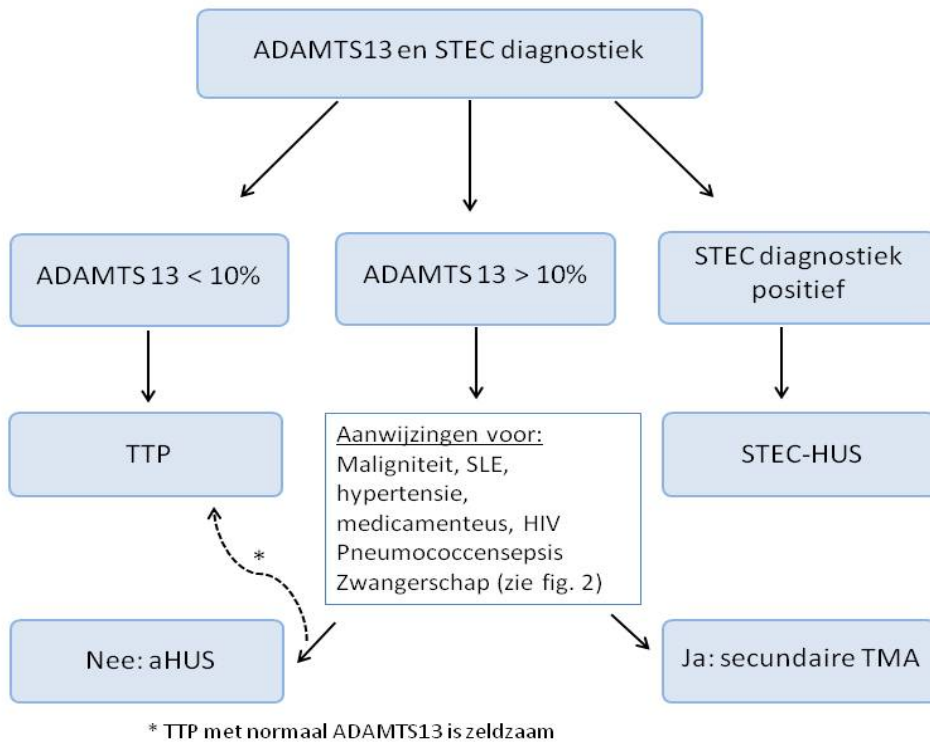 ADAMTS13 en STEC diagnostiek
ADAMTS 13 < 10%
ADAMTS 13 > 10%
STEC diagnostiek
positief
TTP
Aanwijzingen voor:
Maligniteit, SLE,
hypertensie,
medicamenteus, HIV
Pneumococcensepsis
Zwangerschap (zie fig. 2)
STEC-HUS
*
Nee: aHUS
Ja: secundaire TMA
* TTP met normaal ADAMTS13 is zeldzaam